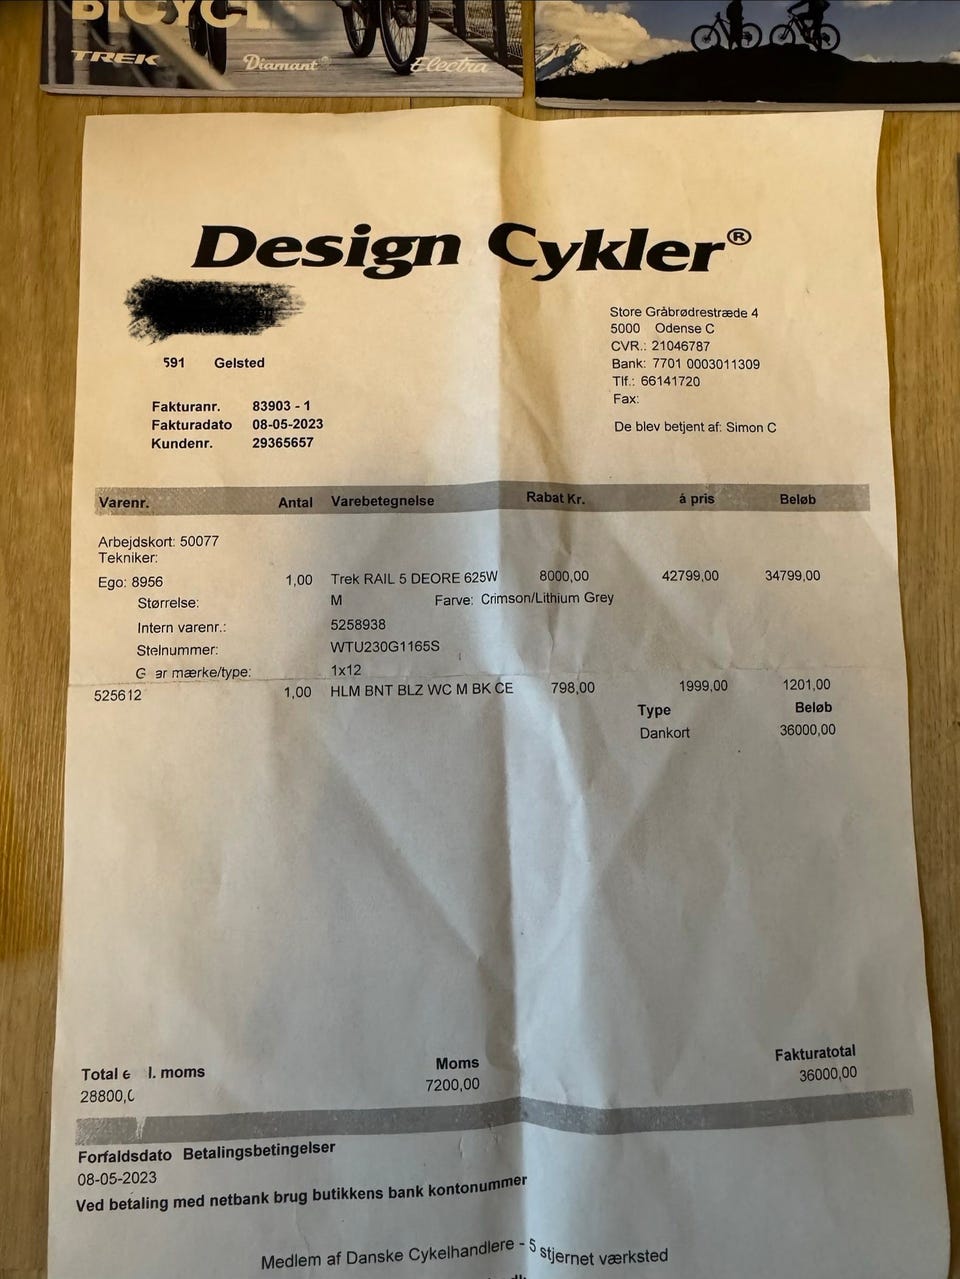 BICYCL
TREK Diamant Electra
Design Cykler®
591 Gelsted
Store Gråbrødrestræde 4
5000 Odense C
CVR.: 21046787
Bank: 7701 0003011309
Tlf.: 66141720
Fax:
De blev betjent af: Simon C
Fakturanr. 83903 - 1
Fakturadato 08-05-2023
Kundenr. 29365657
Varenr. Antal Varebetegnelse Rabat Kr. á pris Beløb
Arbejdskort: 50077
Tekniker:
Ego: 8956 1,00 Trek RAIL 5 DEORE 625W 8000,00 42799,00 34799,00
Størrelse: M Farve: Crimson/Lithium Grey
Intern varenr.: 5258938
Stelnummer: WTU230G1165S
G ar mærke/type: 1x12
525612 1,00 HLM BNT BLZ WC M BK CE 798,00 1999,00 1201,00
Type Beløb
Dankort 36000,00
Total e l. moms Moms Fakturatotal
28800,0 7200,00 36000,00
Forfaldsdato Betalingsbetingelser
08-05-2023
Ved betaling med netbank brug butikkens bank kontonummer
Medlem af Danske Cykelhandlere - 5 stjernet værksted